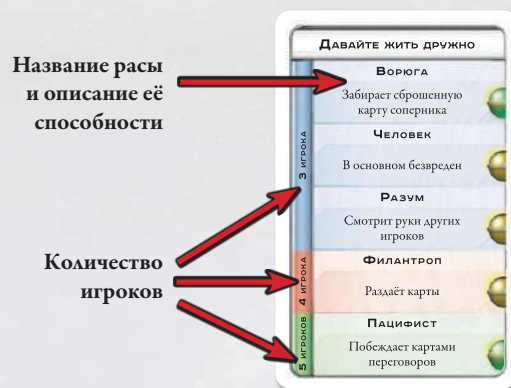 Название расы
и описание её
способности
Количество
игроков
Давайте жить дружно
Ворюга
Забирает сброшенную
карту соперника
Человек
В основном безвреден
Разум
Смотрит руки других
игроков
Филантроп
Раздаёт карты
Пацифист
Побеждает картами
переговоров
3 игрока
4 игрока
5 игроков